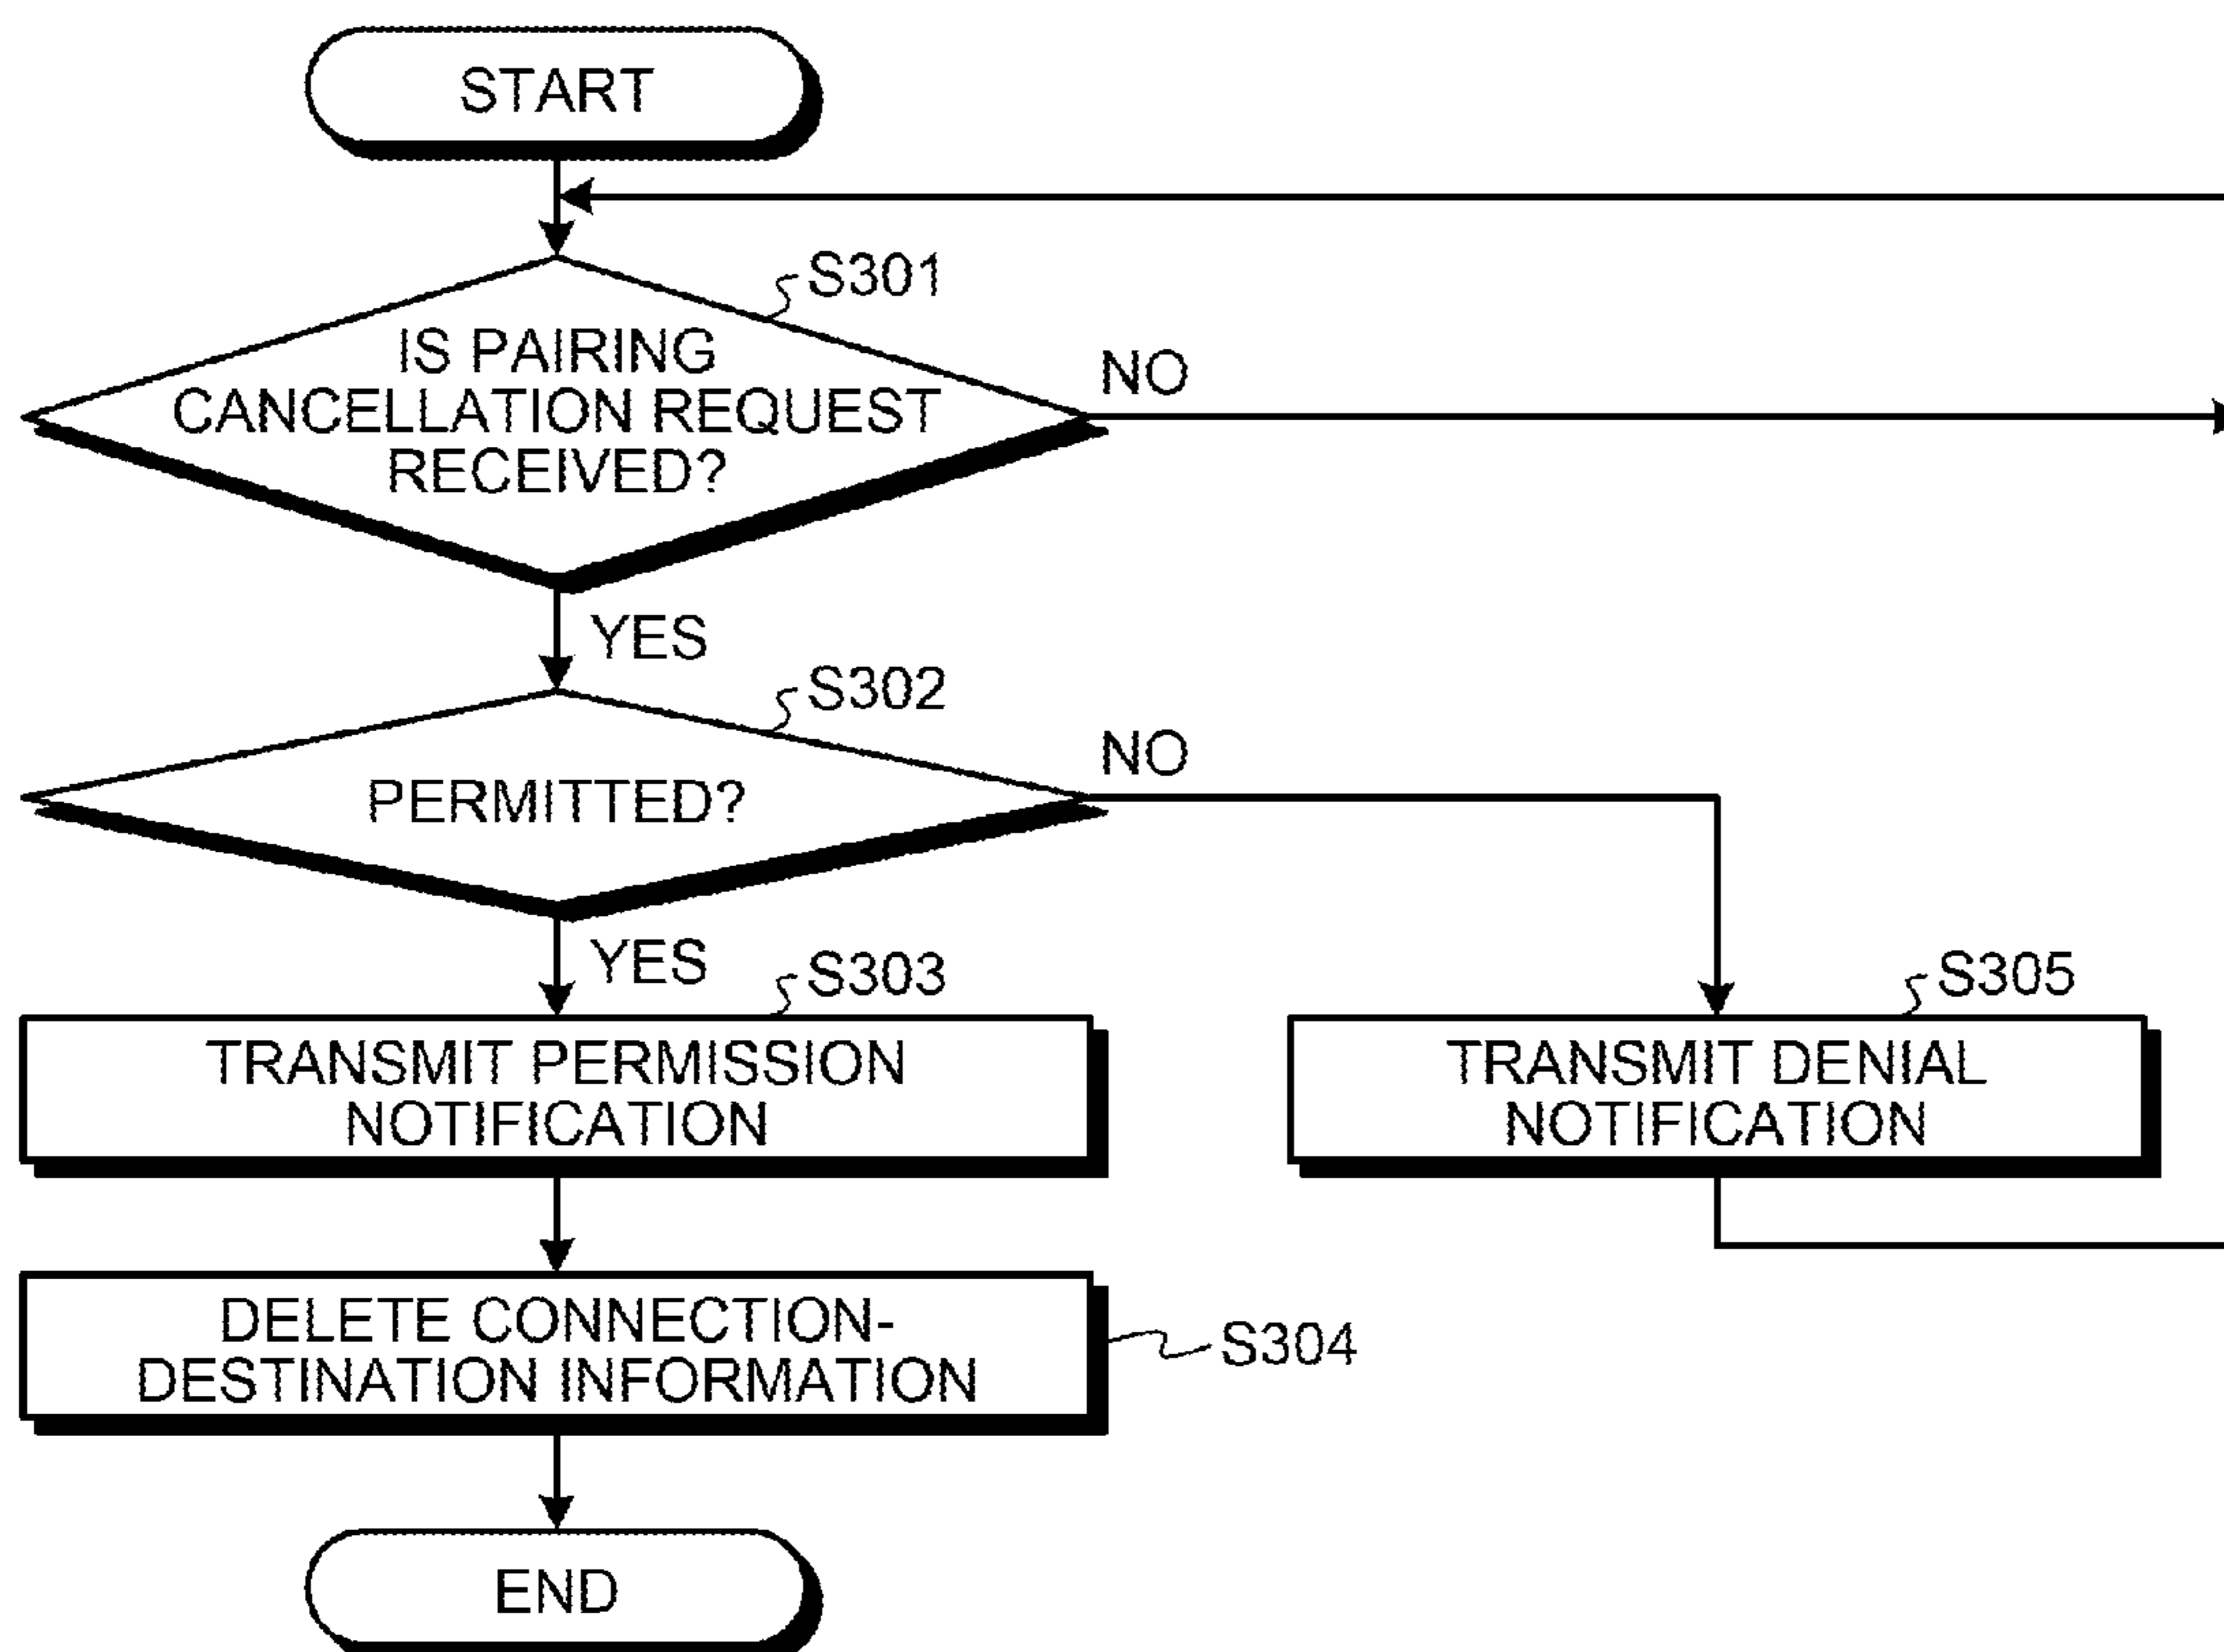 START
S301
IS PAIRING
CANCELLATION REQUEST
RECEIVED?
NO
YES
S302
PERMITTED?
NO
YES
S303
TRANSMIT PERMISSION
NOTIFICATION
S305
TRANSMIT DENIAL
NOTIFICATION
DELETE CONNECTION-
DESTINATION INFORMATION
S304
END